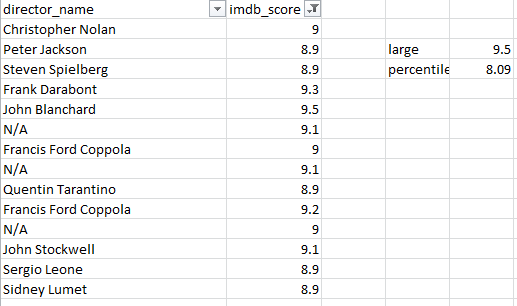 director_name imdb_score
Christopher Nolan 9
Peter Jackson 8.9 large 9.5
Steven Spielberg 8.9 percentile 8.09
Frank Darabont 9.3
John Blanchard 9.5
N/A 9.1
Francis Ford Coppola 9
N/A 9.1
Quentin Tarantino 8.9
Francis Ford Coppola 9.2
N/A 9
John Stockwell 9.1
Sergio Leone 8.9
Sidney Lumet 8.9